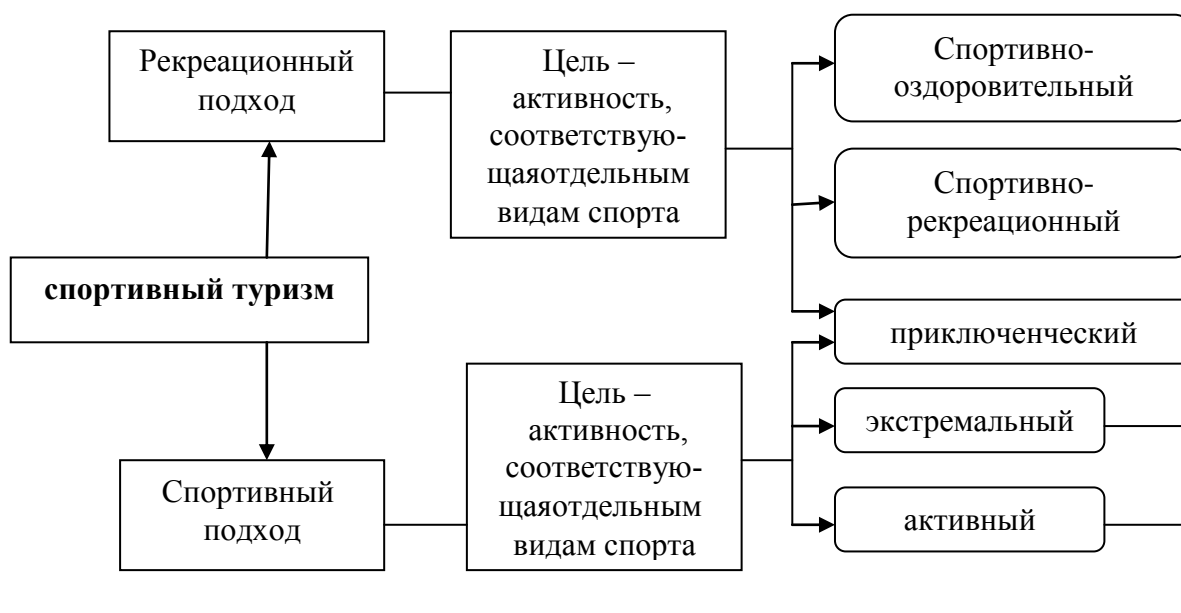 Рекреационный
подход
Цель –
активность,
соответствую-
щаяотдельным
видам спорта
Спортивно-
оздоровительный
Спортивно-
рекреационный
спортивный туризм
приключенческий
Цель –
активность,
соответствую-
щаяотдельным
видам спорта
экстремальный
Спортивный
подход
активный